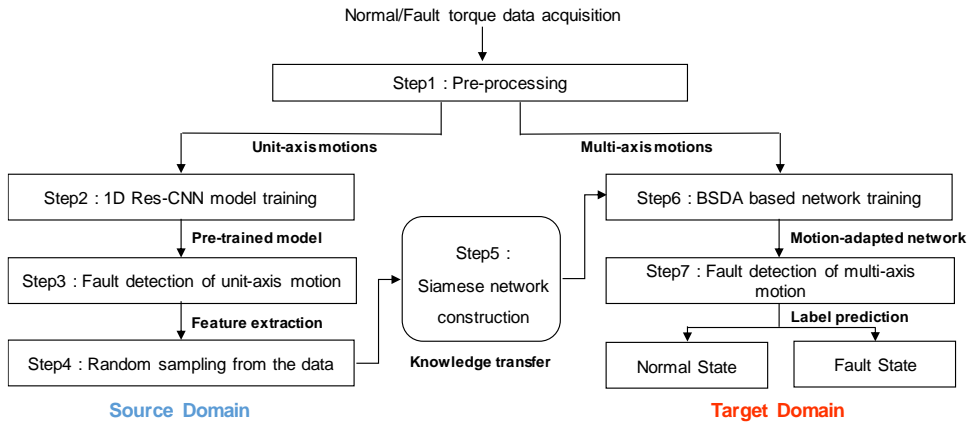 Normal/Fault torque data acquisition
Step1 : Pre-processing
Unit-axis motions
Multi-axis motions
Step2 : 1D Res-CNN model training
Step6 : BSDA based network training
Pre-trained model
Motion-adapted network
Step3 : Fault detection of unit-axis motion
Step5 :
Siamese network
construction
Step7 : Fault detection of multi-axis
motion
Feature extraction
Label prediction
Step4 : Random sampling from the data
Knowledge transfer
Normal State
Fault State
Source Domain
Target Domain